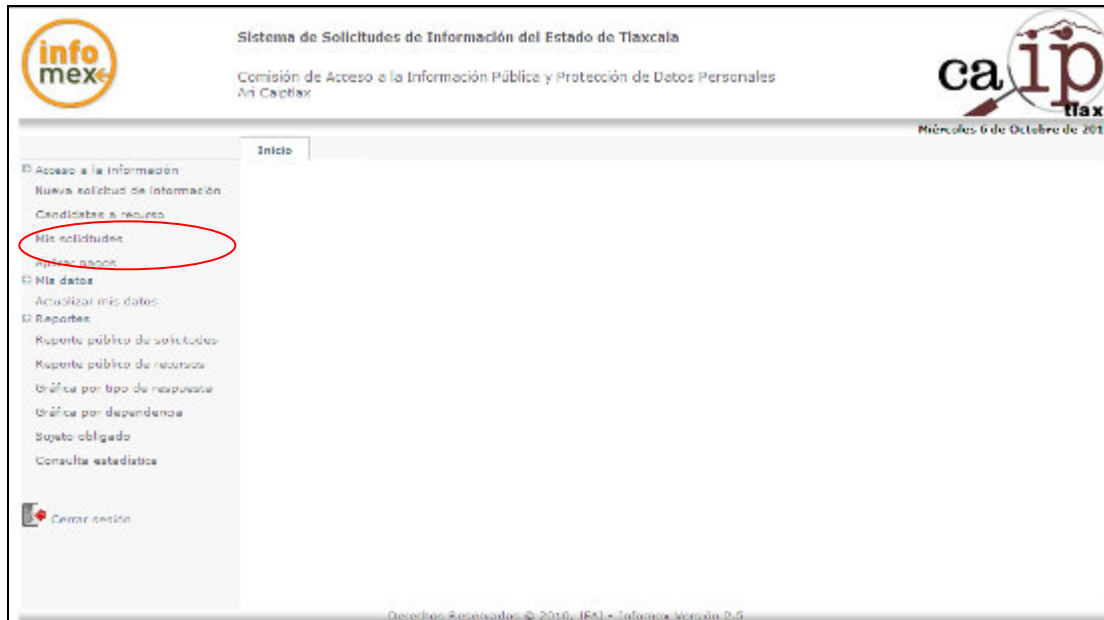 info
mex
Sistema de Solicitudes de Información del Estado de Tlaxcala
Comisión de Acceso a la Información Pública y Protección de Datos Personales
Ari Caiptlax
ca ip
tlax
Miércoles 6 de Octubre de 201
Inicio
Acceso a la información
Nueva solicitud de información
Candidatas a recurso
Mis solicitudes
Aplicar pagos
Mis datos
Actualizar mis datos
Reportes
Reporte público de solicitudes
Reporte público de recursos
Gráfica por tipo de respuesta
Gráfica por dependencia
Sujeto obligado
Consulta estadística
Cerrar sesión
Derechos Reservados © 2010, IFAI - Infomex Versión 2.5